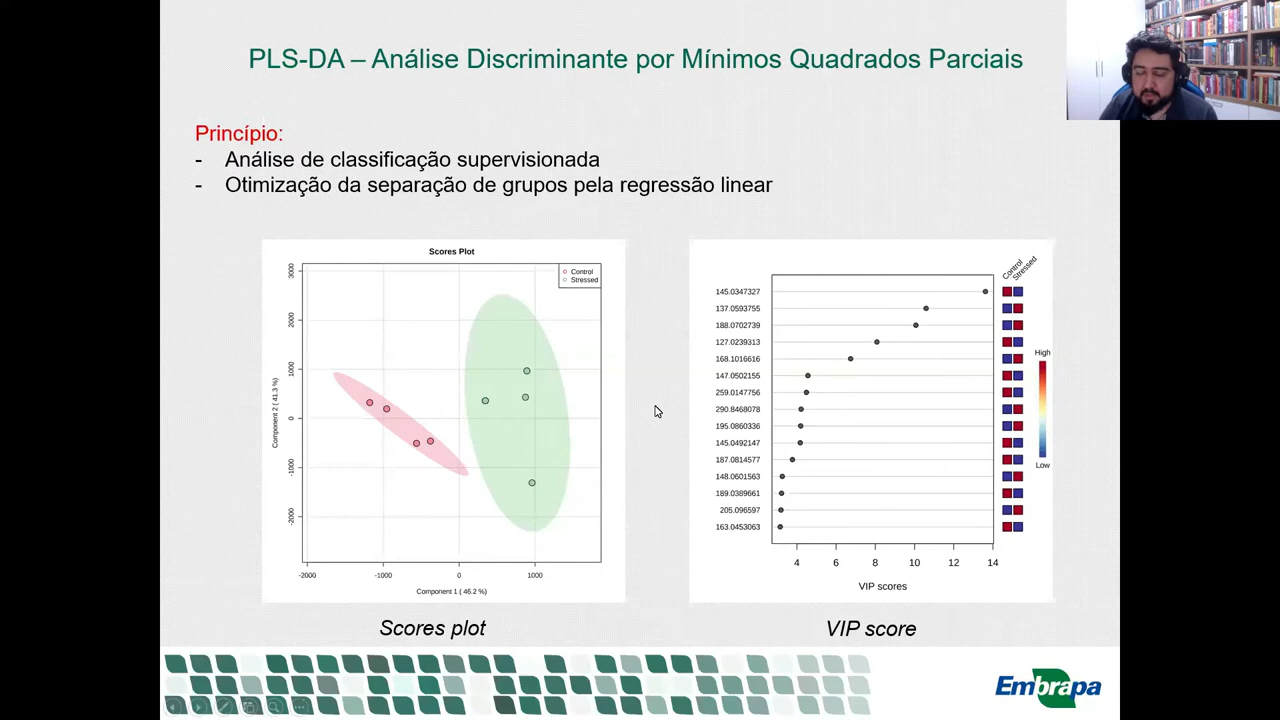 PLS-DA – Análise Discriminante por Mínimos Quadrados Parciais
Princípio:
- Análise de classificação supervisionada
- Otimização da separação de grupos pela regressão linear
Scores Plot
Control
Stressed
3000
2000
1000
0
-1000
-2000
Component 2 ( 41.3 %)
-2000 -1000 0 1000
Component 1 ( 46.2 %)
Scores plot
Control
Stressed
145.0347327
137.0593755
188.0702739
127.0239313
168.1016616
147.0502155
259.0147756
290.8468078
195.0860336
145.0492147
187.0814577
148.0601563
189.0389661
205.096597
163.0453063
High
Low
4 6 8 10 12 14
VIP scores
VIP score
Embrapa